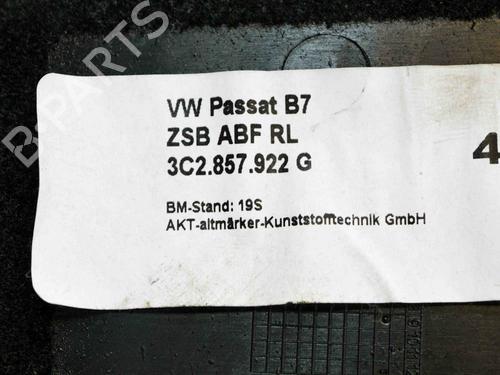 B-PARTS
VW Passat B7
ZSB ABF RL
3C2.857.922 G
4
BM-Stand: 19S
AKT-altmärker-Kunststofftechnik GmbH